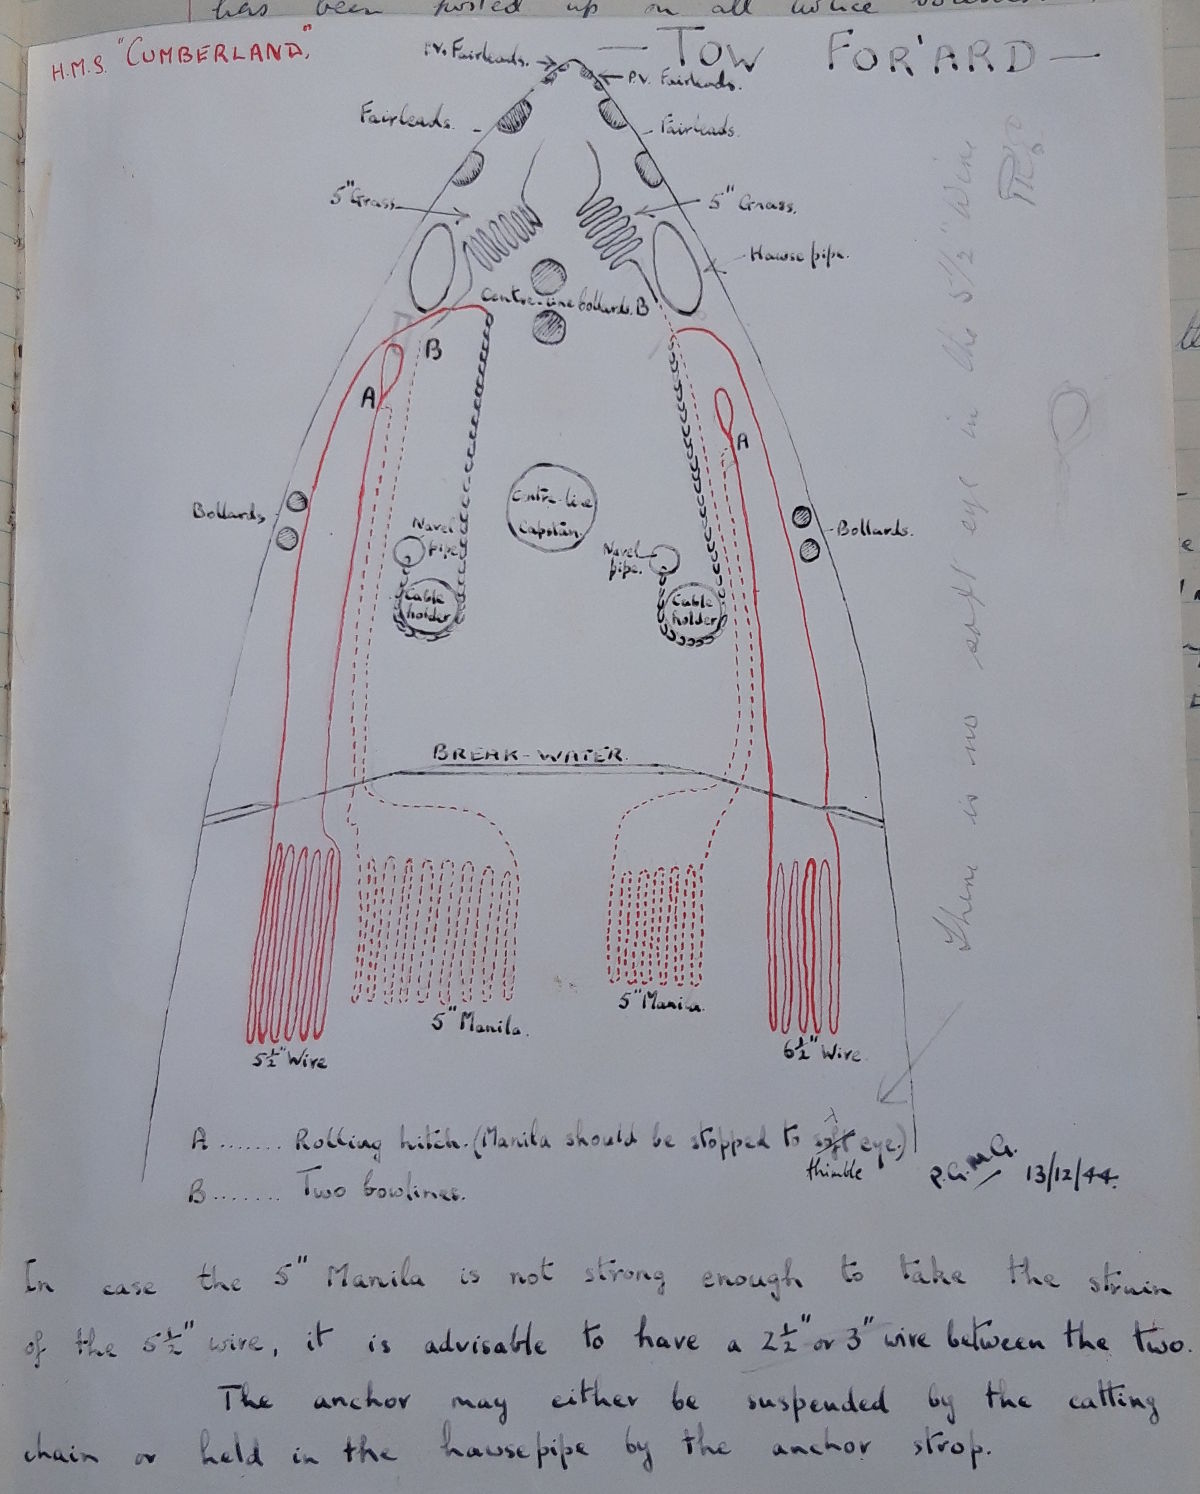 has been posted up on all notice
H.M.S. "CUMBERLAND".
— TOW FOR'ARD —
P.V. Fairleads.
P.V. Fairleads.
Fairleads.
Fairleads.
5" Grass
5" Grass.
Hawse pipe.
Centre-line bollards.
B
B
A
A
Bollards
Bollards.
Centre-line
Capstan.
Navel
pipe
Navel
pipe.
Cable
holder
Cable
holder
BREAK-WATER.
5" Manila.
5" Manila.
5½" Wire
6½" Wire.
There is no soft eye in the 5½" Wire
A ....... Rolling hitch. (Manila should be stopped to soft eye.)
thimble
B ....... Two bowlines.
P.G. McG. 13/12/44.
In case the 5" Manila is not strong enough to take the strain
of the 5½" wire, it is advisable to have a 2½" or 3" wire between the two.
The anchor may either be suspended by the catting
chain or held in the hawsepipe by the anchor strop.